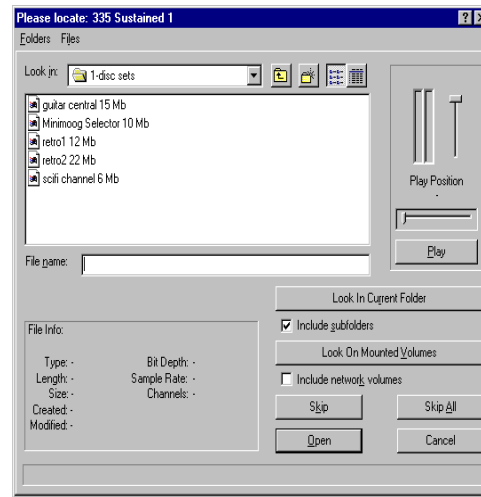 Please locate: 335 Sustained 1
Folders Files
Look in: 1-disc sets
guitar central 15 Mb
Minimoog Selector 10 Mb
retro1 12 Mb
retro2 22 Mb
scifi channel 6 Mb
Play Position
-
Play
File name:
Look In Current Folder
Include subfolders
Look On Mounted Volumes
Include network volumes
Skip Skip All
Open Cancel
File Info:
Type: - Bit Depth: -
Length: - Sample Rate: -
Size: - Channels: -
Created: -
Modified: -